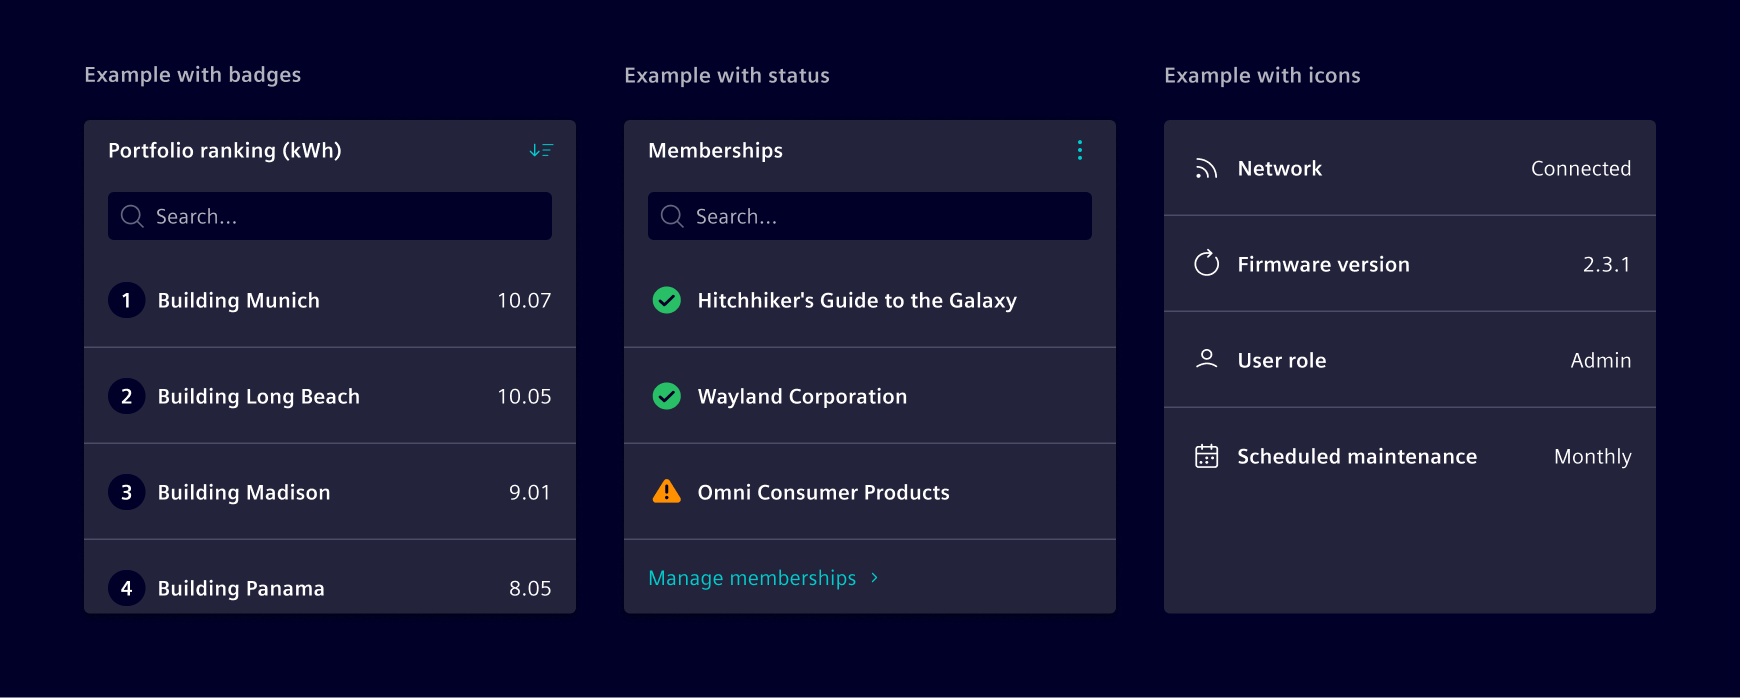 Example with badges
Portfolio ranking (kWh)
Search...
1 Building Munich 10.07
2 Building Long Beach 10.05
3 Building Madison 9.01
4 Building Panama 8.05
Example with status
Memberships
Search...
Hitchhiker's Guide to the Galaxy
Wayland Corporation
Omni Consumer Products
Manage memberships
Example with icons
Network Connected
Firmware version 2.3.1
User role Admin
Scheduled maintenance Monthly